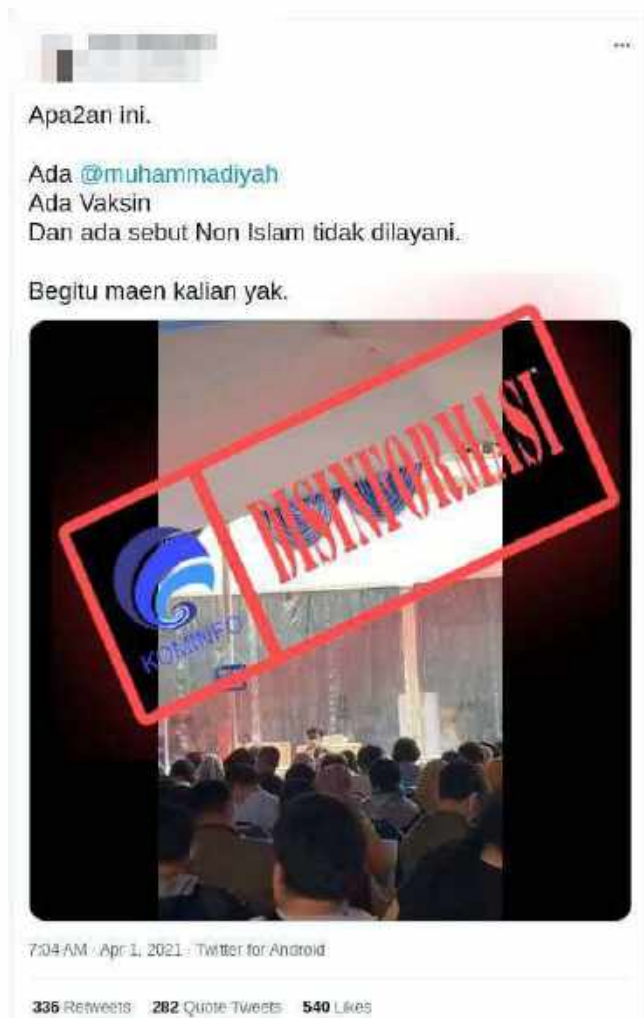 Apa2an ini.
Ada @muhammadiyah
Ada Vaksin
Dan ada sebut Non Islam tidak dilayani.
Begitu maen kalian yak.
DISINFORMASI
KOMINFO
7:04 AM · Apr 1, 2021 · Twitter for Android
336 Retweets 282 Quote Tweets 540 Likes